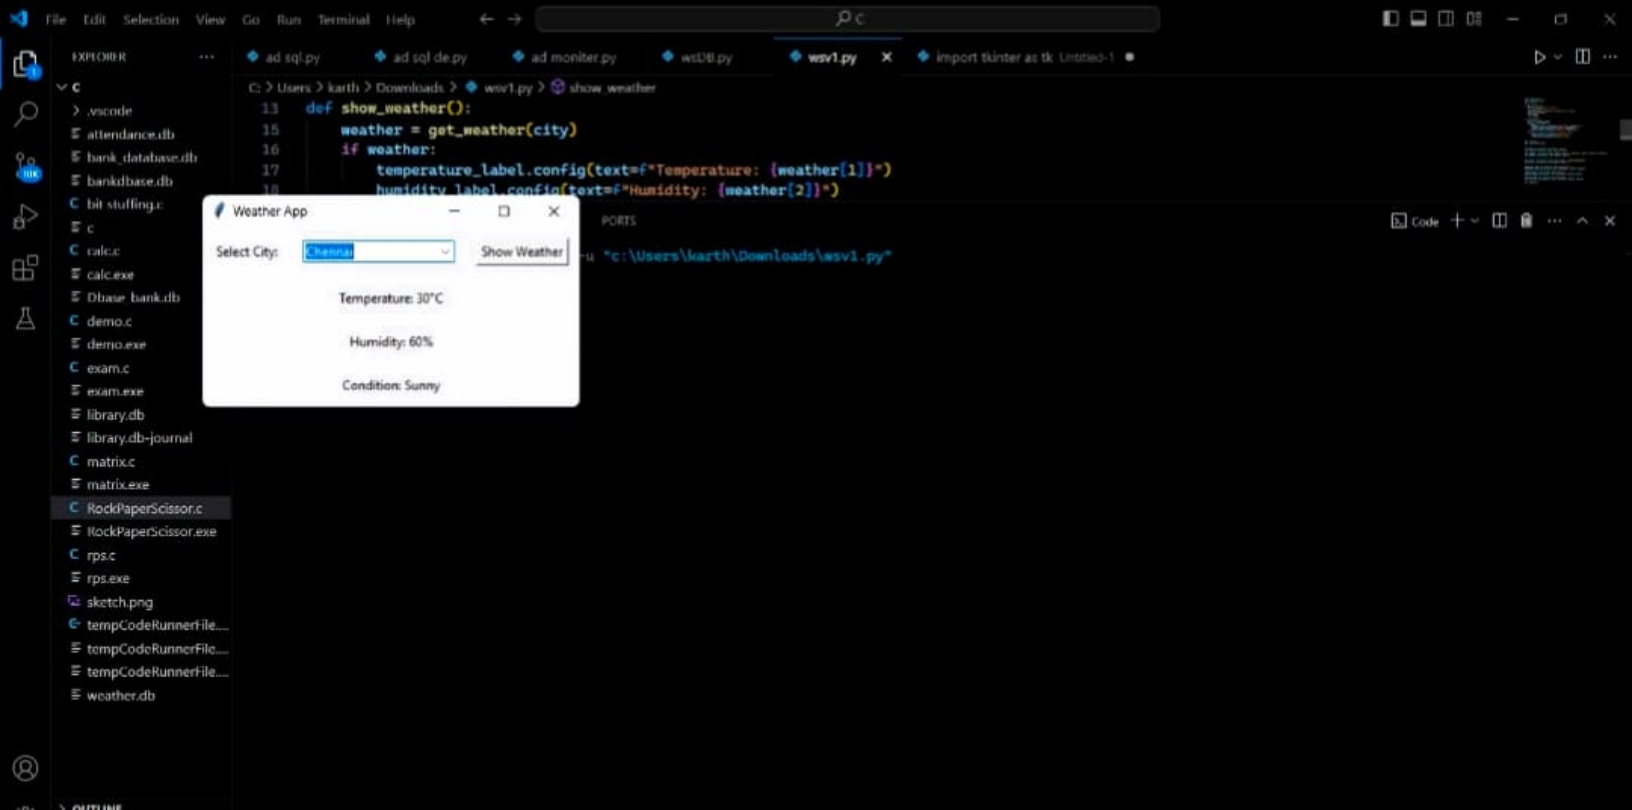 File Edit Selection View Go Run Terminal Help
C
EXPLORER
ad sql.py
ad sql de.py
ad moniter.py
wsDB.py
wsv1.py
import tkinter as tk Untitled-1
C: > Users > karth > Downloads > wsv1.py > show_weather
13 def show_weather():
15 weather = get_weather(city)
16 if weather:
17 temperature_label.config(text=f"Temperature: {weather[1]}")
18 humidity_label.config(text=f"Humidity: {weather[2]}")
PORTS
Code
-u "c:\Users\karth\Downloads\wsv1.py"
Weather App
Select City:
Chennai
Show Weather
Temperature: 30°C
Humidity: 60%
Condition: Sunny
C
.vscode
attendance.db
bank_database.db
bankdbase.db
bit stuffing.c
c
calc.c
calc.exe
Dbase bank.db
demo.c
demo.exe
exam.c
exam.exe
library.db
library.db-journal
matrix.c
matrix.exe
RockPaperScissor.c
RockPaperScissor.exe
rps.c
rps.exe
sketch.png
tempCodeRunnerFile....
tempCodeRunnerFile....
tempCodeRunnerFile....
weather.db
OUTLINE